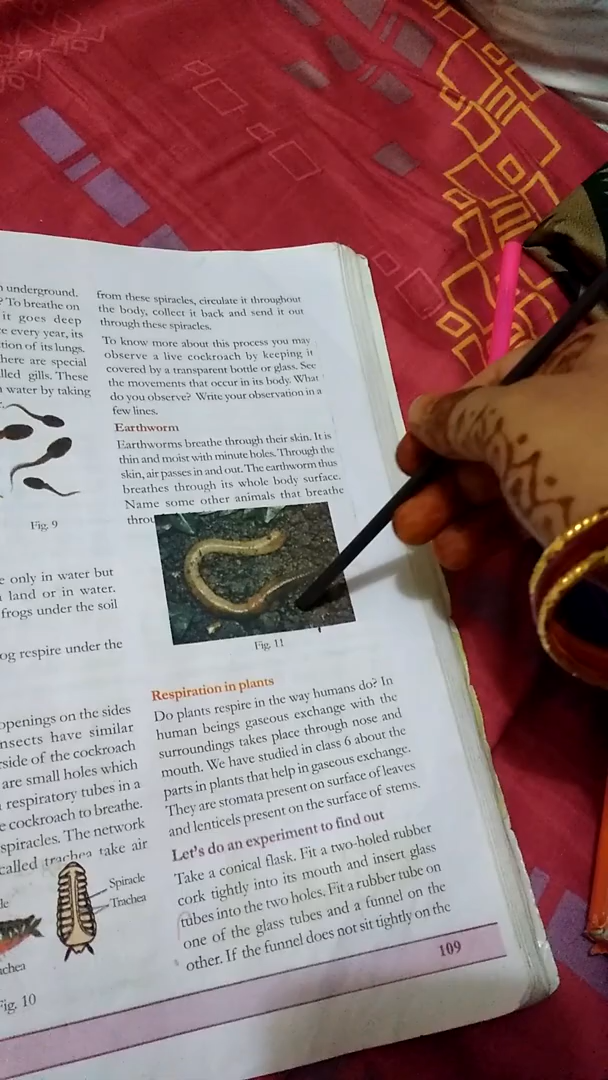 underground.
? To breathe on
it goes deep
e every year, its
tion of its lungs.
here are special
lled gills. These
water by taking
Fig. 9
e only in water but
land or in water.
frogs under the soil
og respire under the
openings on the sides
nsects have similar
side of the cockroach
are small holes which
respiratory tubes in a
e cockroach to breathe.
spiracles. The network
called trachea take air
Spiracle
Trachea
achea
Fig. 10
from these spiracles, circulate it throughout
the body, collect it back and send it out
through these spiracles.
To know more about this process you may
observe a live cockroach by keeping it
covered by a transparent bottle or glass. See
the movements that occur in its body. What
do you observe? Write your observation in a
few lines.
Earthworm
Earthworms breathe through their skin. It is
thin and moist with minute holes. Through the
skin, air passes in and out. The earthworm thus
breathes through its whole body surface.
Name some other animals that breathe
throu
Fig. 11
Respiration in plants
Do plants respire in the way humans do? In
human beings gaseous exchange with the
surroundings takes place through nose and
mouth. We have studied in class 6 about the
parts in plants that help in gaseous exchange.
They are stomata present on surface of leaves
and lenticels present on the surface of stems.
Let's do an experiment to find out
Take a conical flask. Fit a two-holed rubber
cork tightly into its mouth and insert glass
tubes into the two holes. Fit a rubber tube on
one of the glass tubes and a funnel on the
other. If the funnel does not sit tightly on the
109